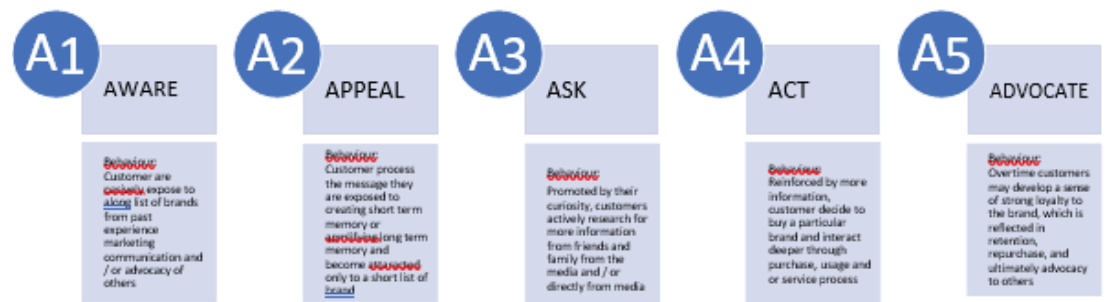 A1
AWARE
Behaviour:
Customer are
pasively expose to
along list of brands
from past
experience
marketing
communication and
/ or advocacy of
others
A2
APPEAL
Behaviour:
Customer process
the message they
are exposed to
creating short term
memory or
long term
memory and
become attaracted
only to a short list of
brand
A3
ASK
Behaviour:
Promoted by their
curiosity, customers
actively research for
more information
from friends and
family from the
media and / or
directly from media
A4
ACT
Behaviour:
Reinforced by more
information,
customer decide to
buy a particular
brand and interact
deeper through
purchase, usage and
or service process
A5
ADVOCATE
Behaviour:
Overtime customers
may develop a sense
of strong loyalty to
the brand, which is
reflected in
retention,
repurchase, and
ultimately advocacy
to others